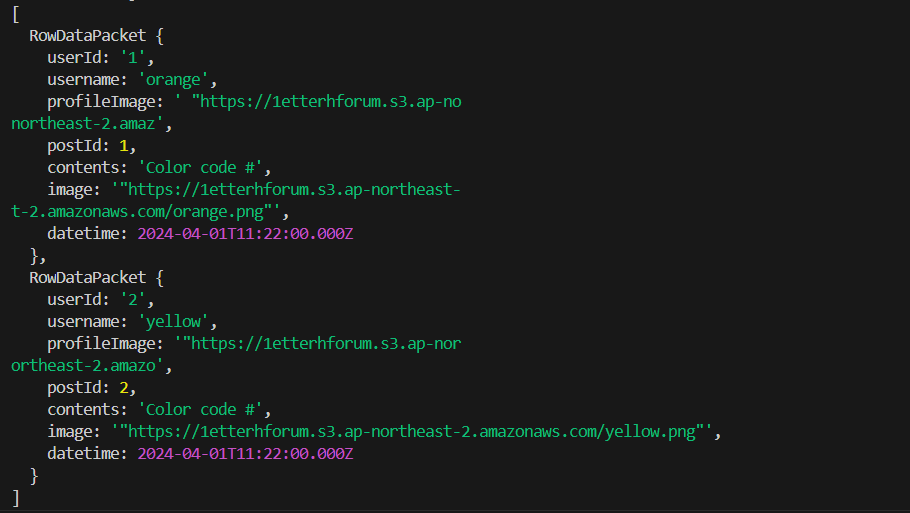 [
  RowDataPacket {
    userId: '1',
    username: 'orange',
    profileImage: ' "https://1etterhforum.s3.ap-no
northeast-2.amaz',
    postId: 1,
    contents: 'Color code #',
    image: '"https://1etterhforum.s3.ap-northeast-
t-2.amazonaws.com/orange.png"',
    datetime: 2024-04-01T11:22:00.000Z
  },
  RowDataPacket {
    userId: '2',
    username: 'yellow',
    profileImage: '"https://1etterhforum.s3.ap-nor
ortheast-2.amazo',
    postId: 2,
    contents: 'Color code #',
    image: '"https://1etterhforum.s3.ap-northeast-2.amazonaws.com/yellow.png"',
    datetime: 2024-04-01T11:22:00.000Z
  }
]